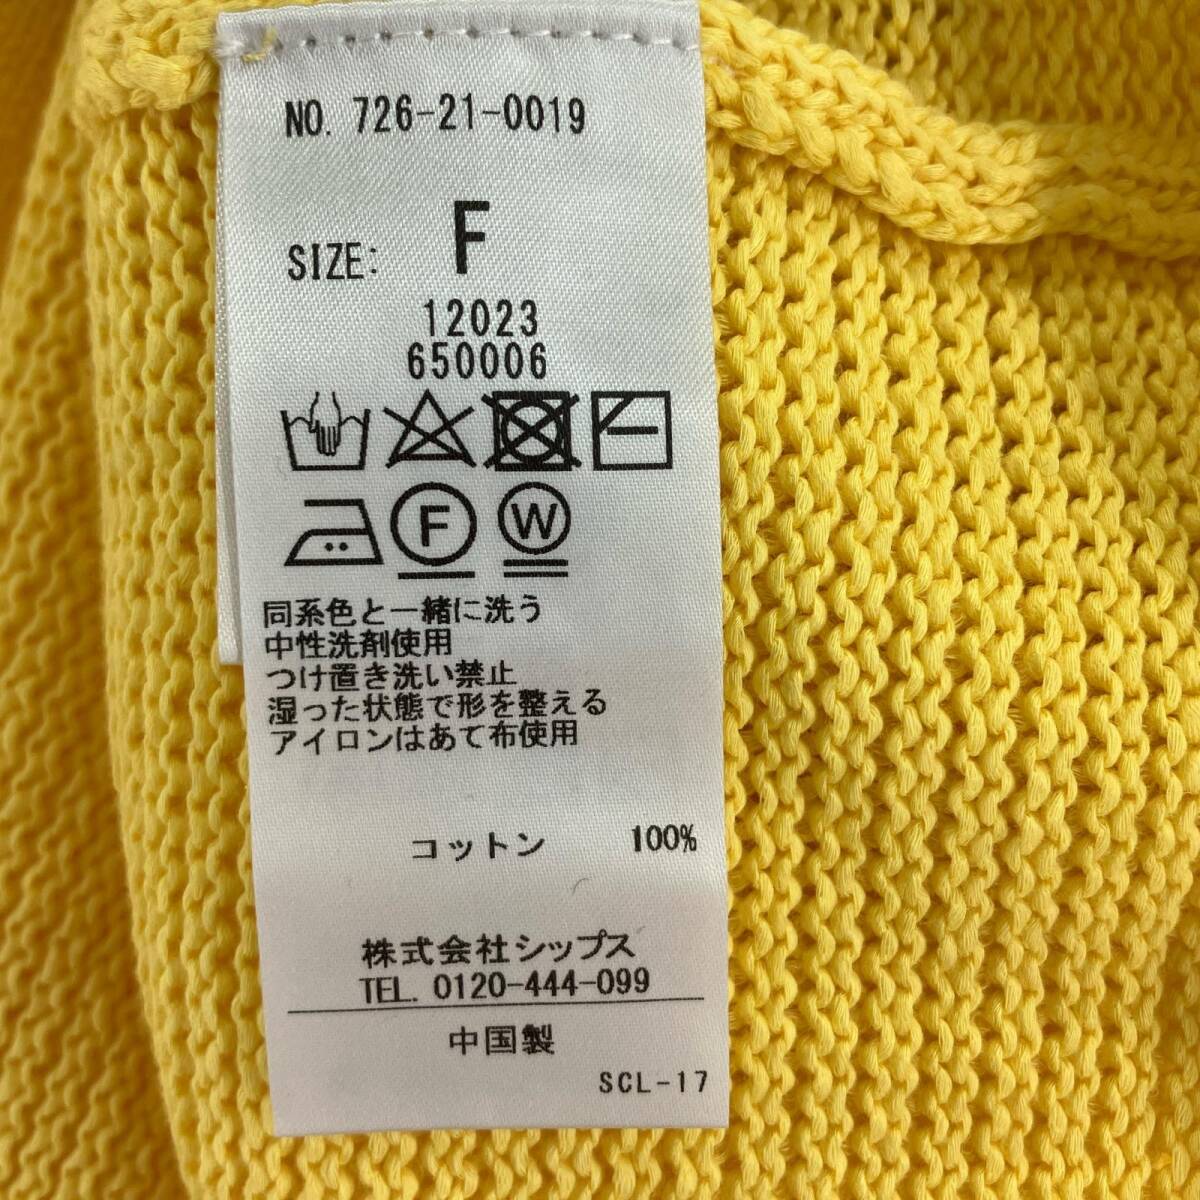 NO. 726-21-0019
SIZE: F
12023
650006
F W
同系色と一緒に洗う
中性洗剤使用
つけ置き洗い禁止
湿った状態で形を整える
アイロンはあて布使用
コットン 100%
株式会社シップス
TEL. 0120-444-099
中国製
SCL-17